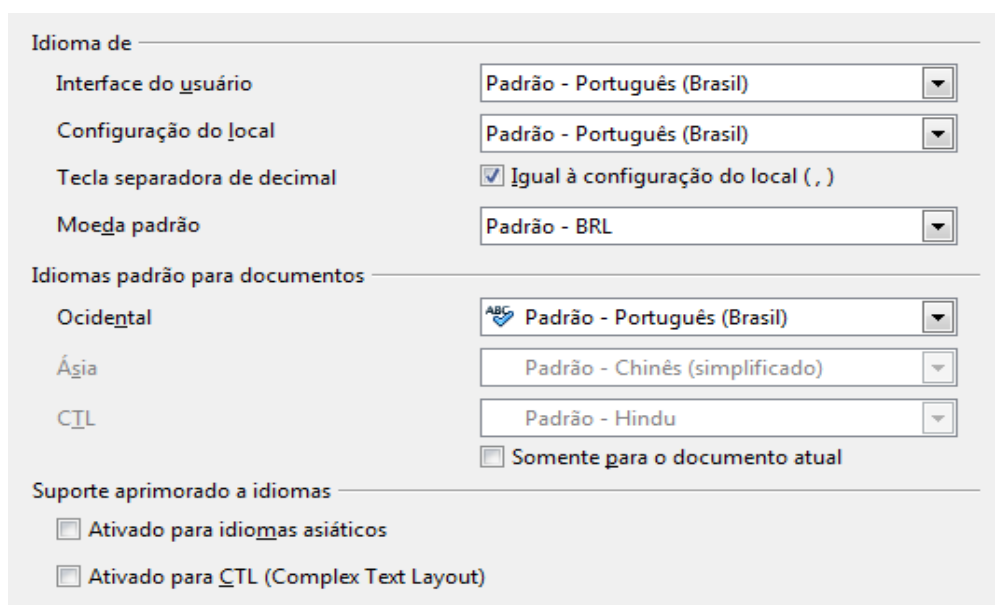 Idioma de
Interface do usuário Padrão - Português (Brasil)
Configuração do local Padrão - Português (Brasil)
Tecla separadora de decimal Igual à configuração do local ( , )
Moeda padrão Padrão - BRL
Idiomas padrão para documentos
Ocidental ABC Padrão - Português (Brasil)
Ásia Padrão - Chinês (simplificado)
CTL Padrão - Hindu
Somente para o documento atual
Suporte aprimorado a idiomas
Ativado para idiomas asiáticos
Ativado para CTL (Complex Text Layout)